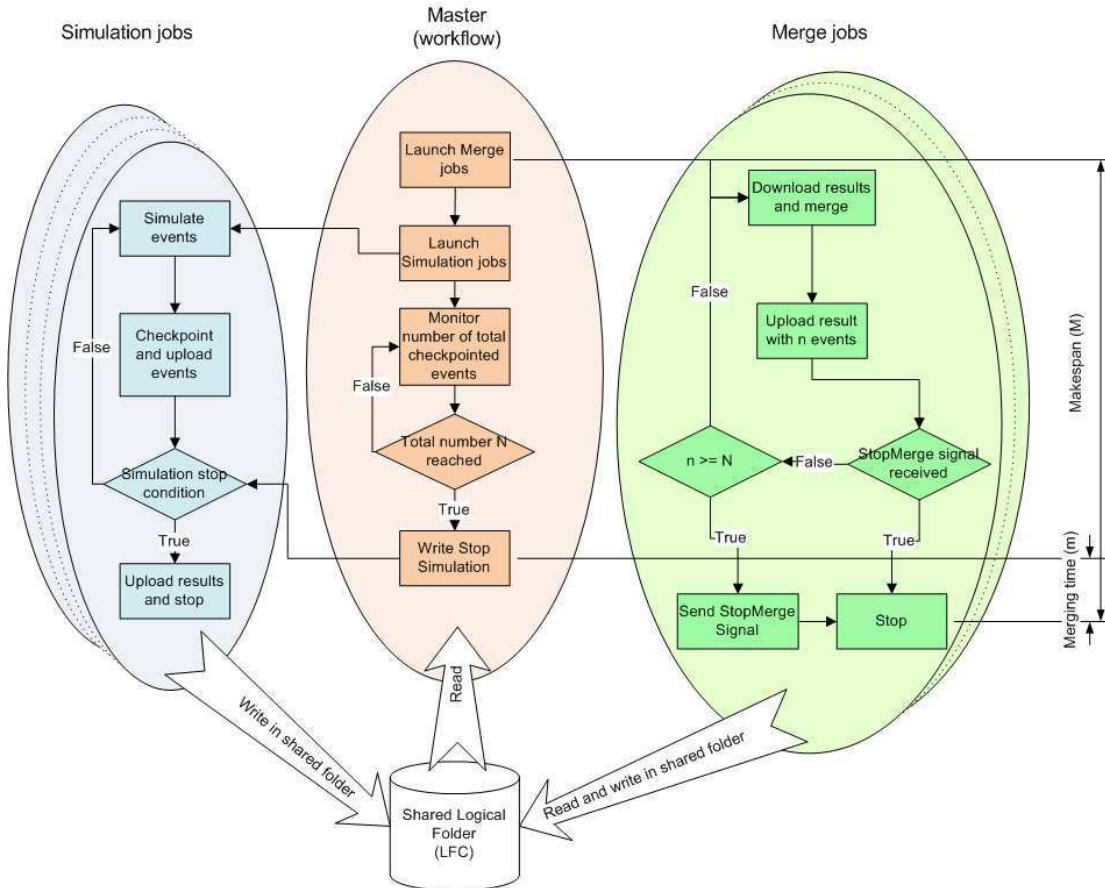 Simulation jobs
Master
(workflow)
Merge jobs
Launch Merge
jobs
Launch
Simulation jobs
Monitor
number of total
checkpointed
events
False
Total number N
reached
True
Write Stop
Simulation
Simulate
events
Checkpoint
and upload
events
False
Simulation stop
condition
True
Upload results
and stop
Download results
and merge
False
Upload result
with n events
StopMerge signal
received
False
n >= N
True
True
Send StopMerge
Signal
Stop
Makespan (M)
Merging time (m)
Write in shared folder
Read
Read and write in shared folder
Shared Logical
Folder
(LFC)